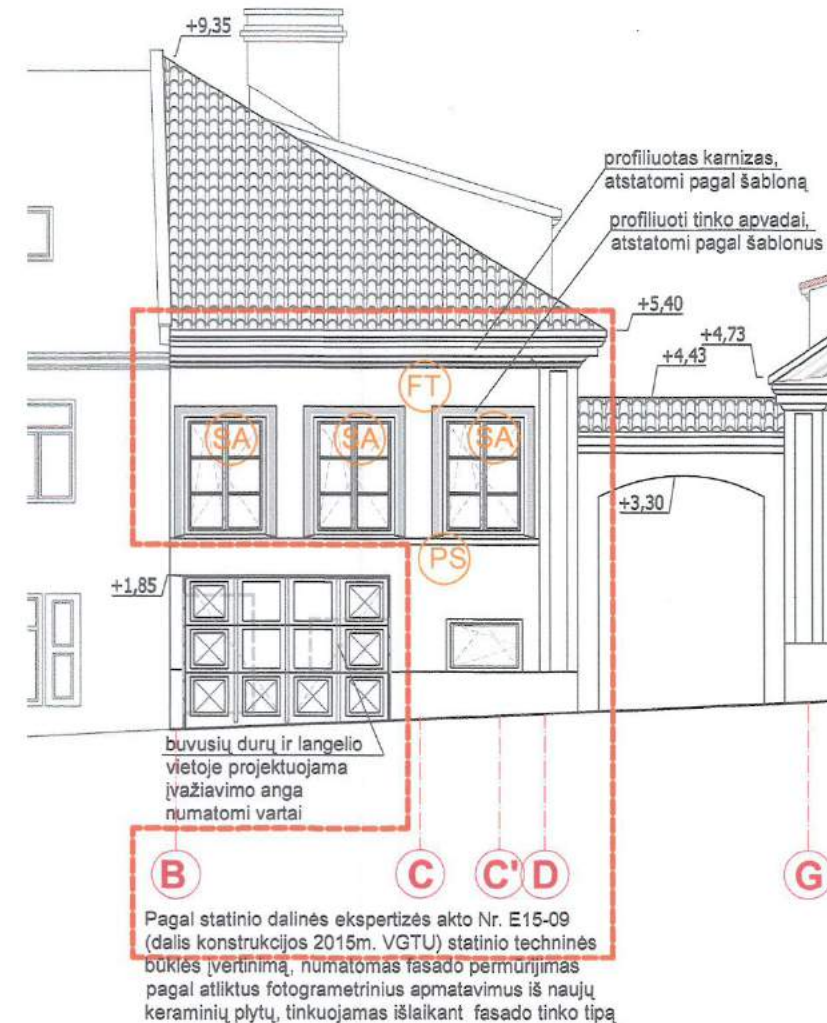 +9,35
profiliuotas karnizas,
atstatomi pagal šabloną
profiliuoti tinko apvadai,
atstatomi pagal šablonus
+5,40
+4,73
+4,43
FT
SA
SA
SA
+3,30
PS
+1,85
buvusių durų ir langelio
vietoje projektuojama
įvažiavimo anga
numatomi vartai
B
C
C'
D
G
Pagal statinio dalinės ekspertizės akto Nr. E15-09
(dalis konstrukcijos 2015m. VGTU) statinio techninės
būklės įvertinimą, numatomas fasado permūrijimas
pagal atliktus fotogrametrinius apmatavimus iš naujų
keraminių plytų, tinkuojamas išlaikant fasado tinko tipą